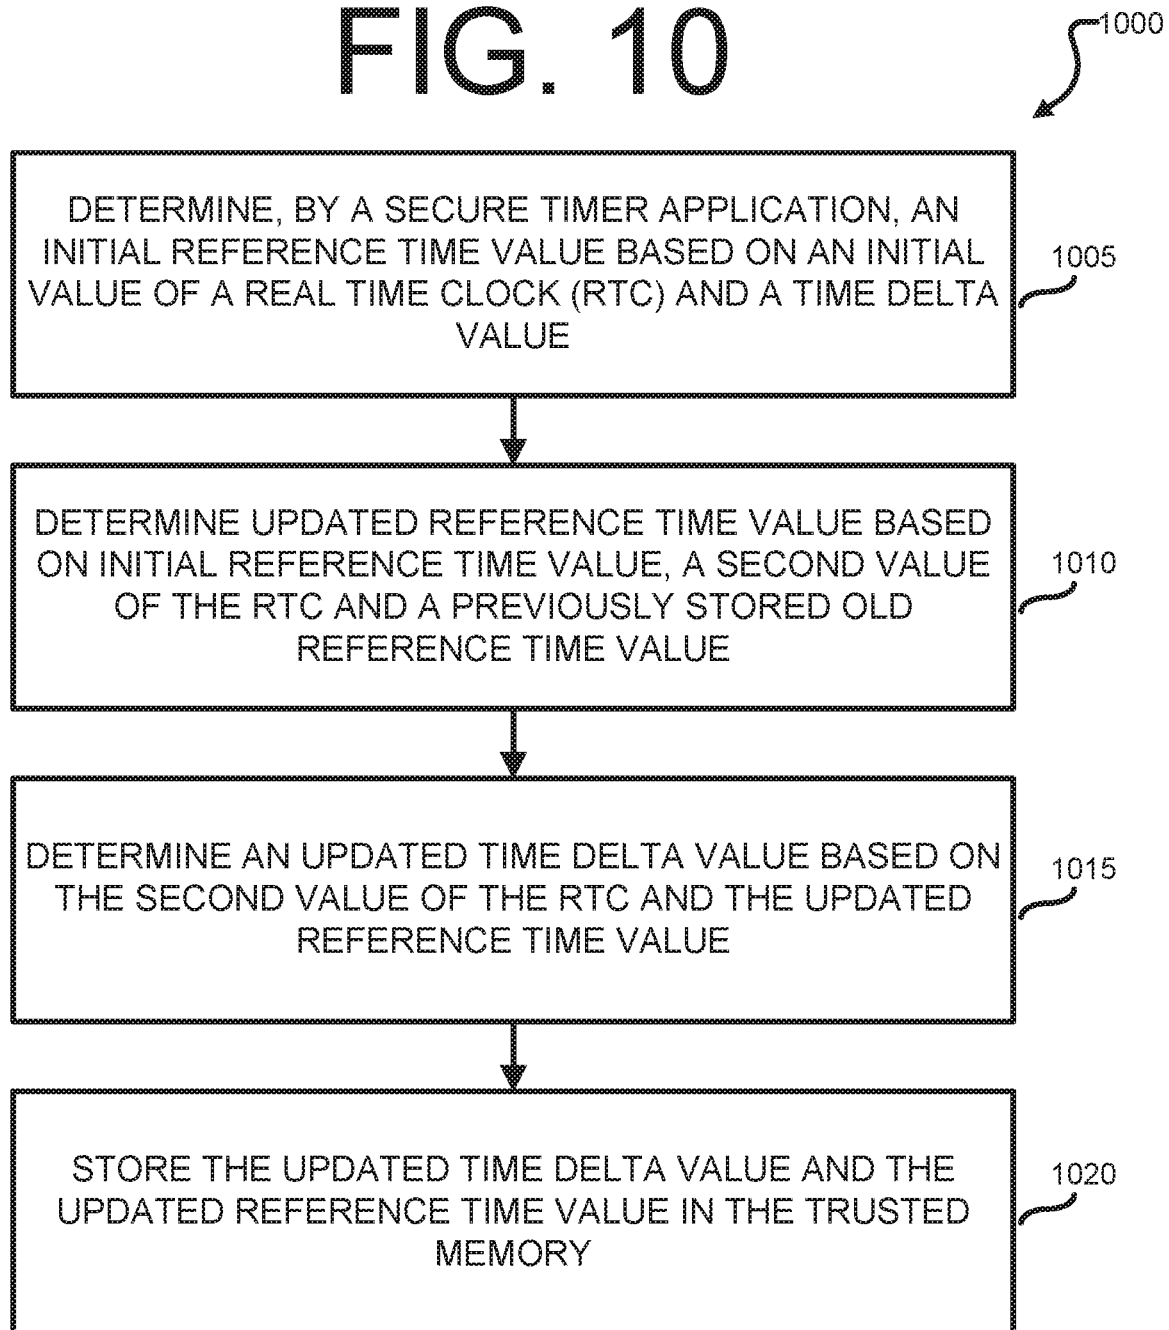 FIG. 10
1000
DETERMINE, BY A SECURE TIMER APPLICATION, AN
INITIAL REFERENCE TIME VALUE BASED ON AN INITIAL
VALUE OF A REAL TIME CLOCK (RTC) AND A TIME DELTA
VALUE
1005
DETERMINE UPDATED REFERENCE TIME VALUE BASED
ON INITIAL REFERENCE TIME VALUE, A SECOND VALUE
OF THE RTC AND A PREVIOUSLY STORED OLD
REFERENCE TIME VALUE
1010
DETERMINE AN UPDATED TIME DELTA VALUE BASED ON
THE SECOND VALUE OF THE RTC AND THE UPDATED
REFERENCE TIME VALUE
1015
STORE THE UPDATED TIME DELTA VALUE AND THE
UPDATED REFERENCE TIME VALUE IN THE TRUSTED
MEMORY
1020